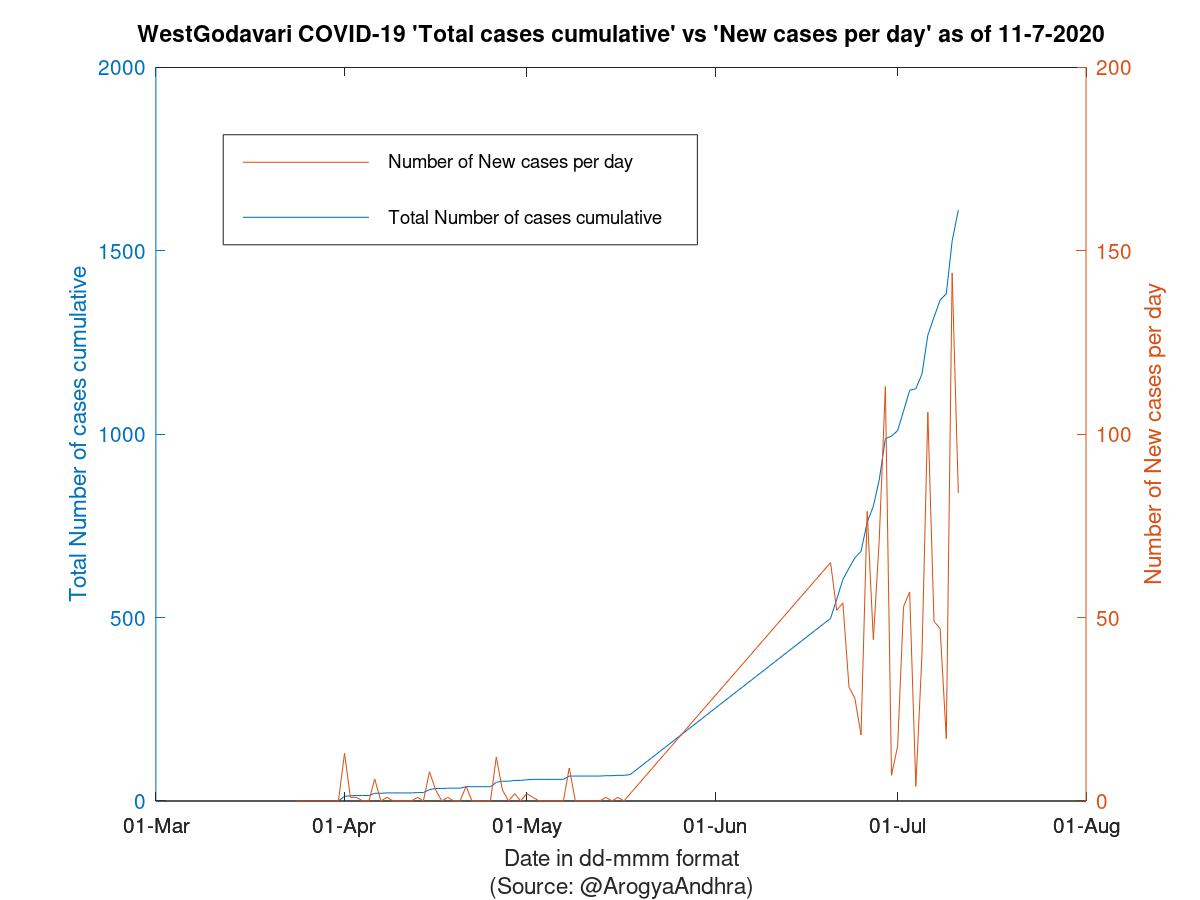 WestGodavari COVID-19 'Total cases cumulative' vs 'New cases per day' as of 11-7-2020
2000
1500
1000
500
0
Total Number of cases cumulative
Number of New cases per day
Total Number of cases cumulative
200
150
100
50
0
Number of New cases per day
01-Mar 01-Apr 01-May 01-Jun 01-Jul 01-Aug
Date in dd-mmm format
(Source: @ArogyaAndhra)